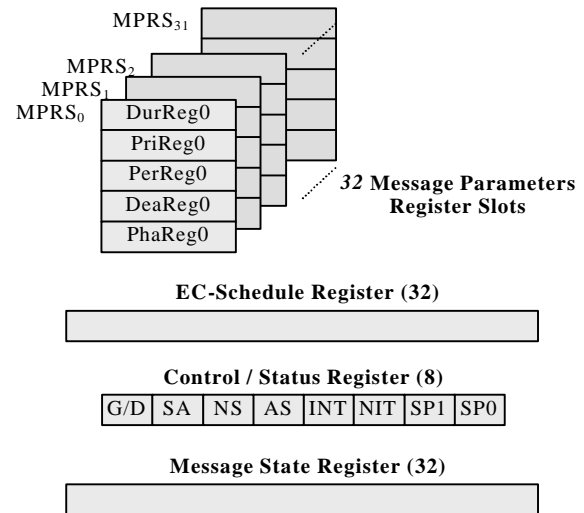 MPRS31
MPRS2
MPRS1
MPRS0
DurReg0
PriReg0
PerReg0
DeaReg0
PhaReg0
32 Message Parameters
Register Slots
EC-Schedule Register (32)
Control / Status Register (8)
G/D SA NS AS INT NIT SP1 SP0
Message State Register (32)